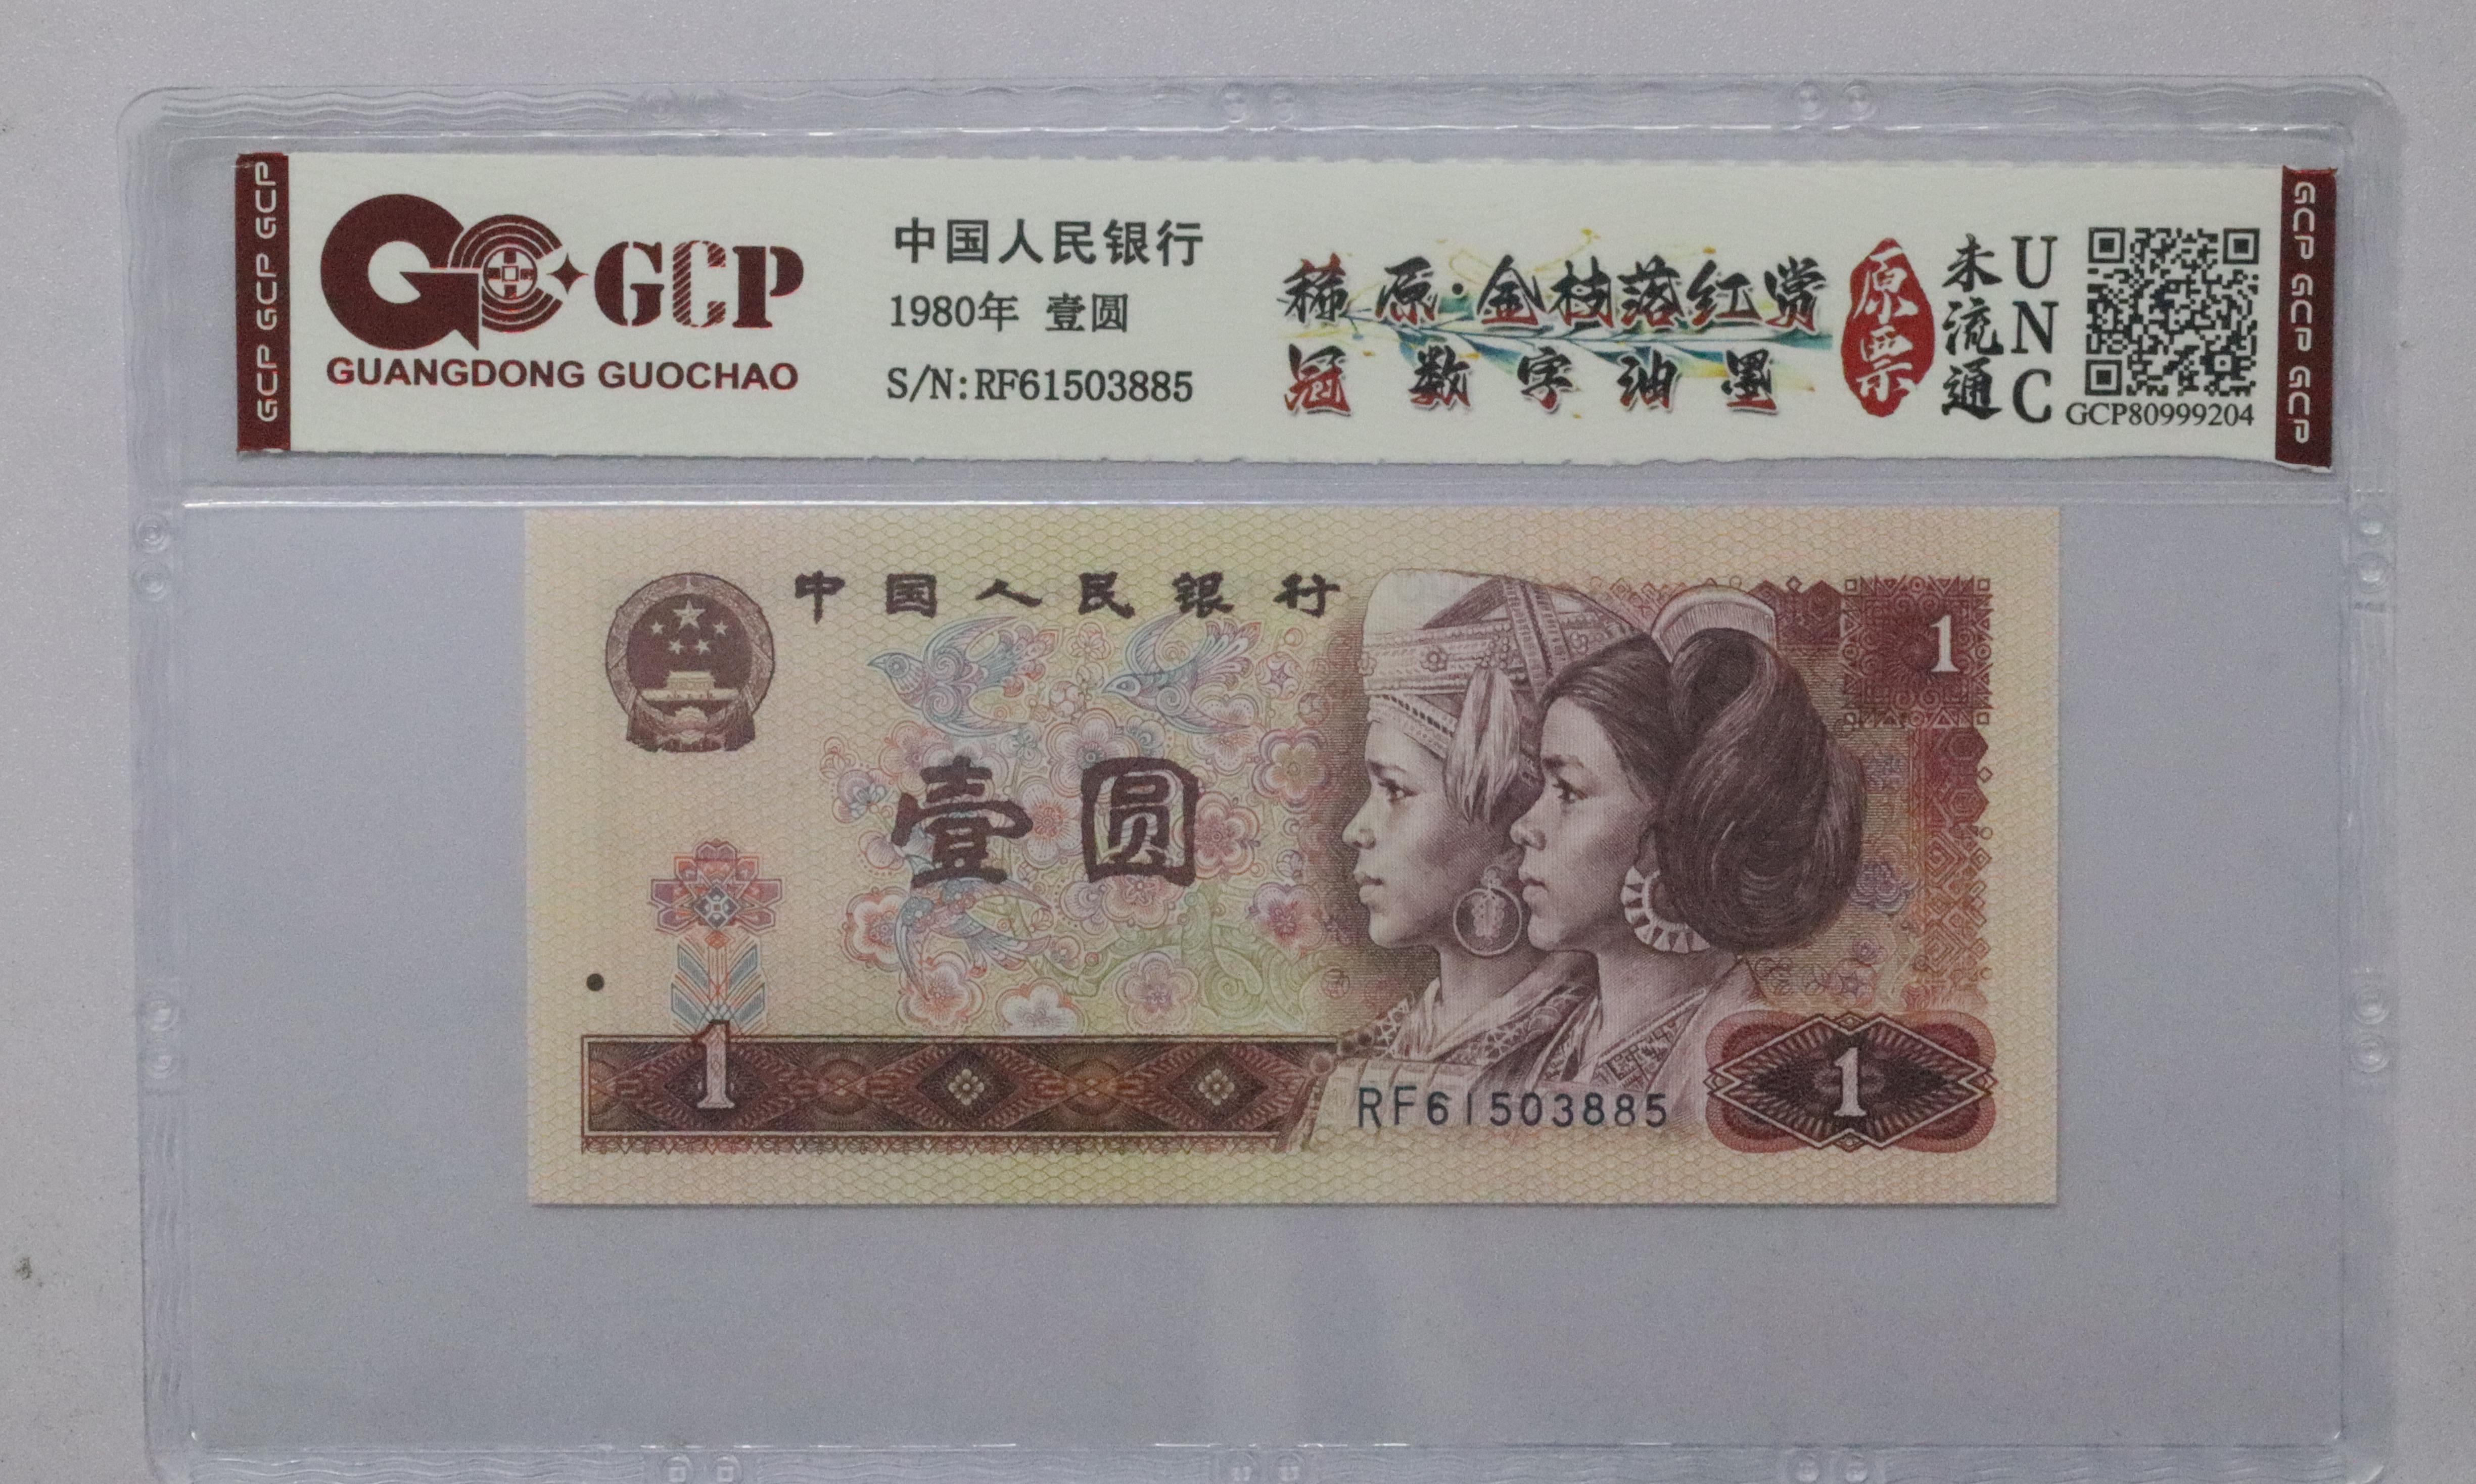 GCP GCP GCP
GCP
GUANGDONG GUOCHAO
中国人民银行
1980年 壹圆
S/N:RF61503885
稀原·金枝落红赏
冠数字油墨
原票
未流通
UNC
GCP80999204
GCP GCP GCP
中国人民银行
1
壹圆
1
RF61503885
1